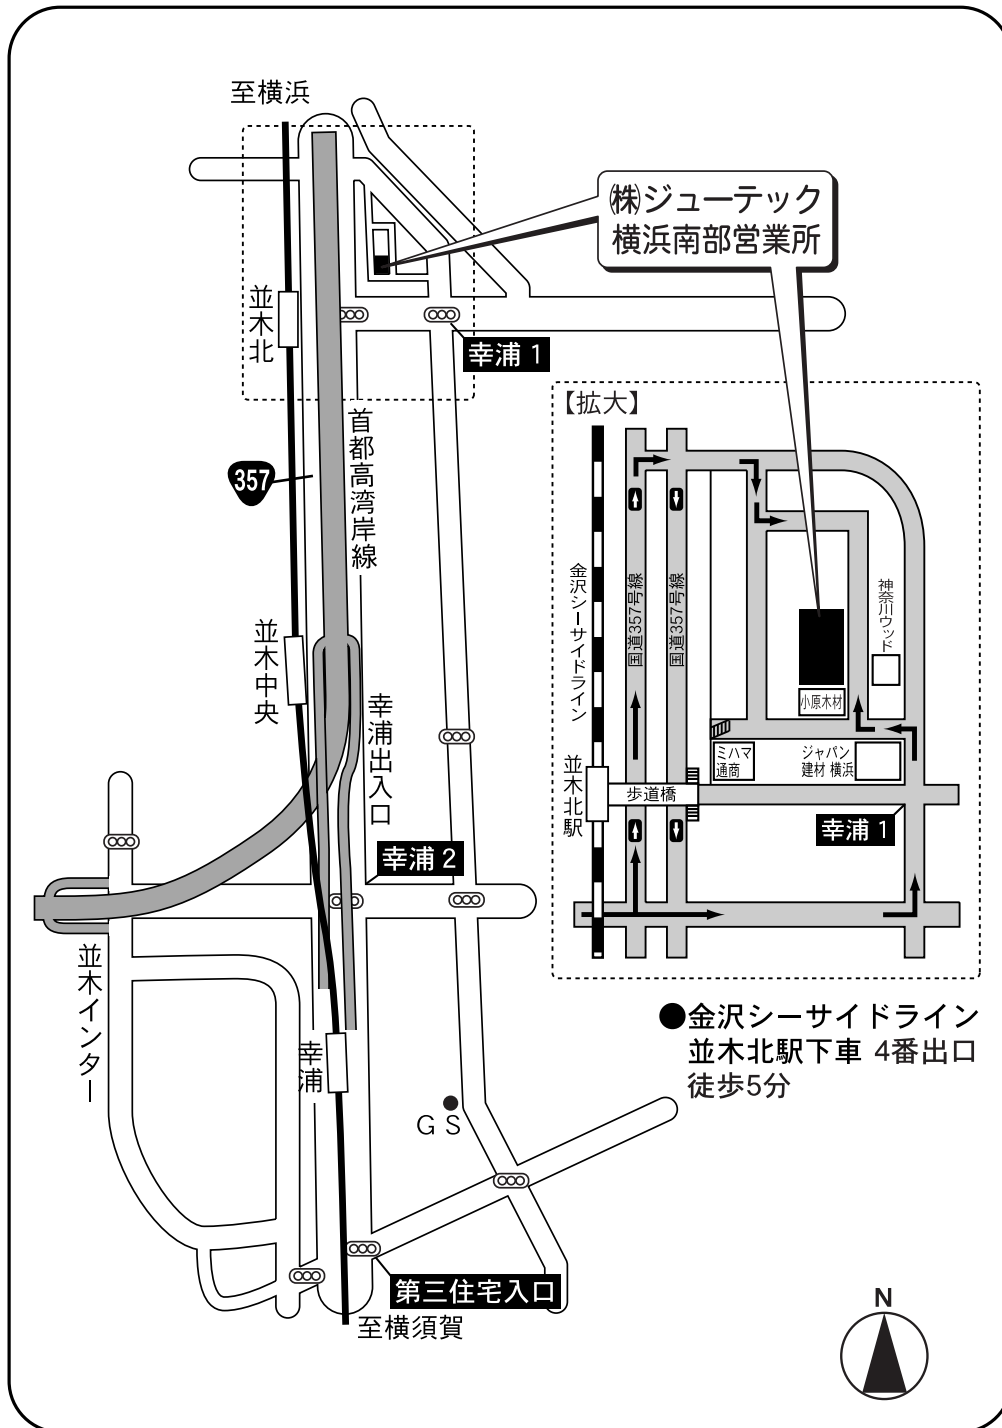 至横浜
㈱ジューテック
横浜南部営業所
並木北
幸浦 1
【拡大】
357
首都高湾岸線
金沢シーサイドライン
国道357号線
国道357号線
神奈川ウッド
小原木材
ミハマ
通商
ジャパン
建材 横浜
並木北駅
歩道橋
幸浦 1
並木中央
幸浦出入口
幸浦 2
並木インター
幸浦
●金沢シーサイドライン
並木北駅下車 4番出口
徒歩5分
G S
第三住宅入口
至横須賀
N